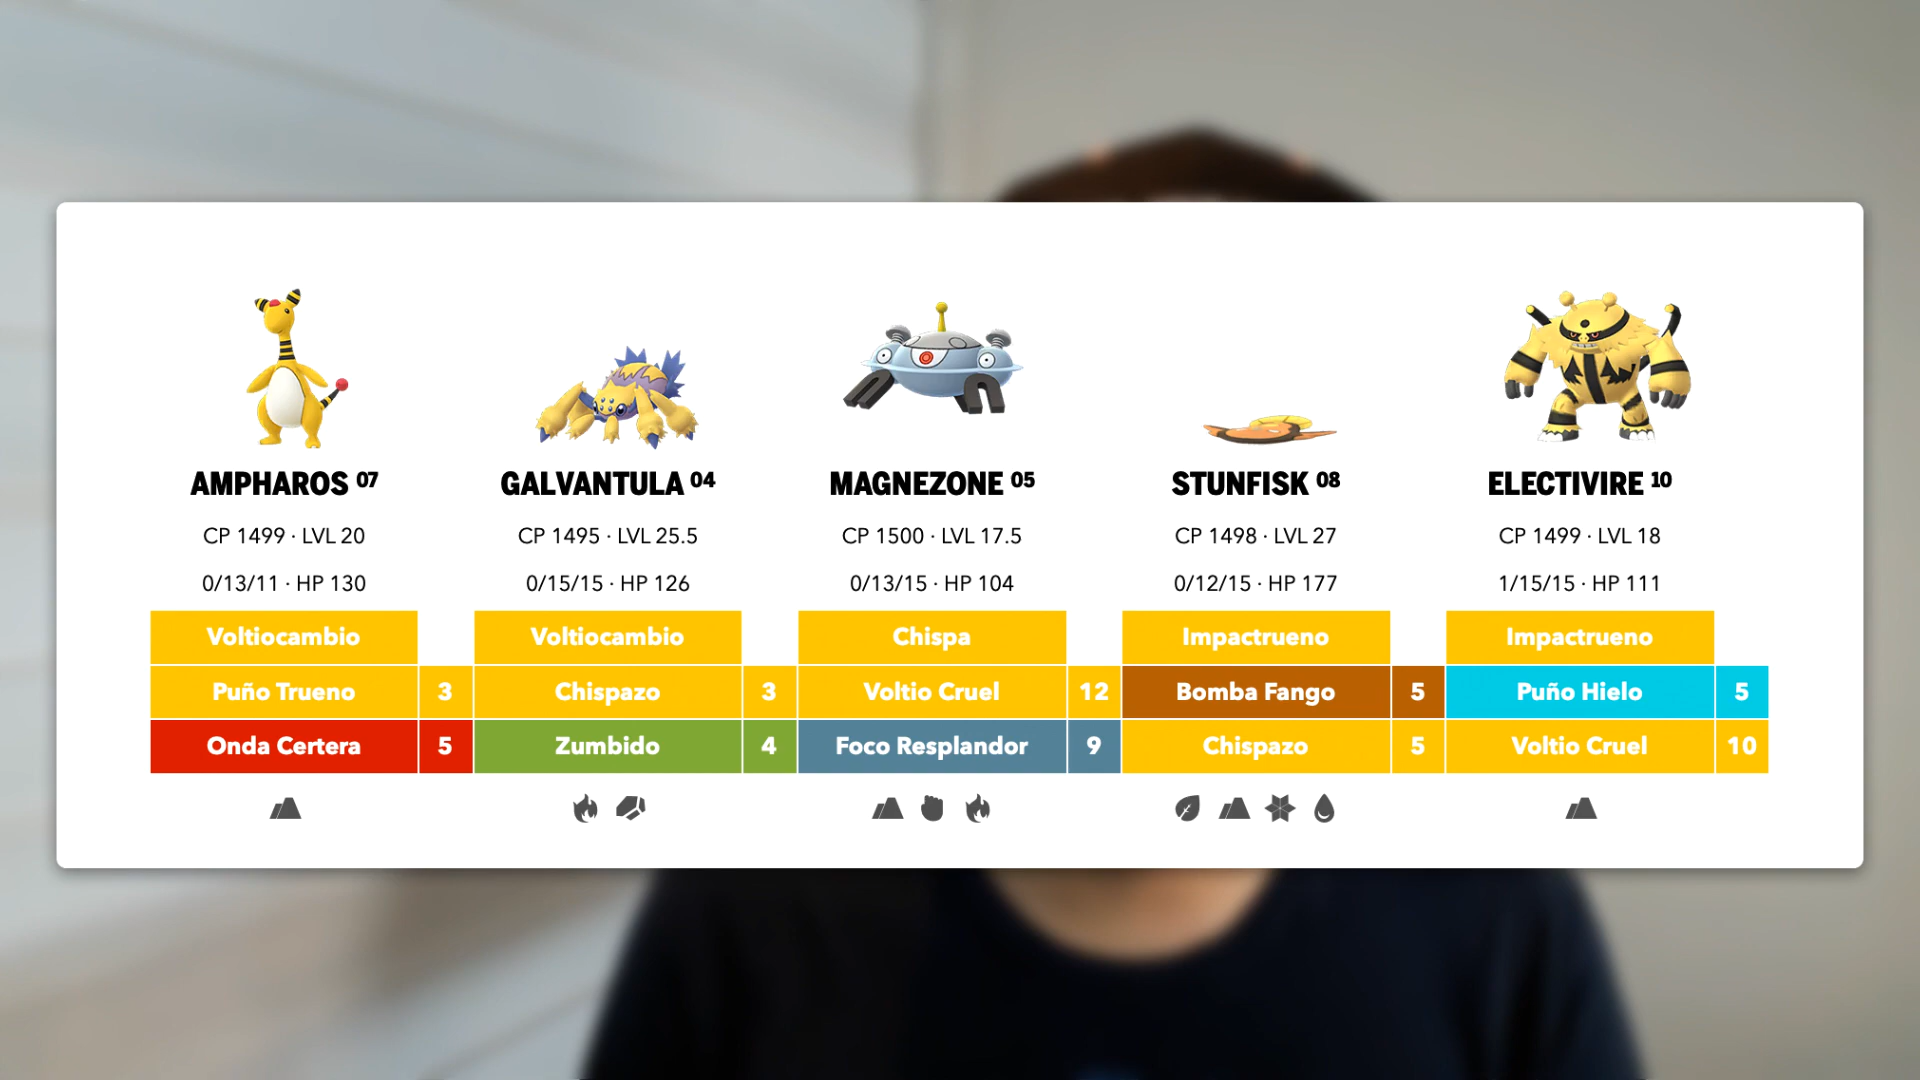 AMPHAROS 07
CP 1499 · LVL 20
0/13/11 · HP 130
Voltiocambio
Puño Trueno 3
Onda Certera 5
GALVANTULA 04
CP 1495 · LVL 25.5
0/15/15 · HP 126
Voltiocambio
Chispazo 3
Zumbido 4
MAGNEZONE 05
CP 1500 · LVL 17.5
0/13/15 · HP 104
Chispa
Voltio Cruel 12
Foco Resplandor 9
STUNFISK 08
CP 1498 · LVL 27
0/12/15 · HP 177
Impactrueno
Bomba Fango 5
Chispazo 5
ELECTIVIRE 10
CP 1499 · LVL 18
1/15/15 · HP 111
Impactrueno
Puño Hielo 5
Voltio Cruel 10